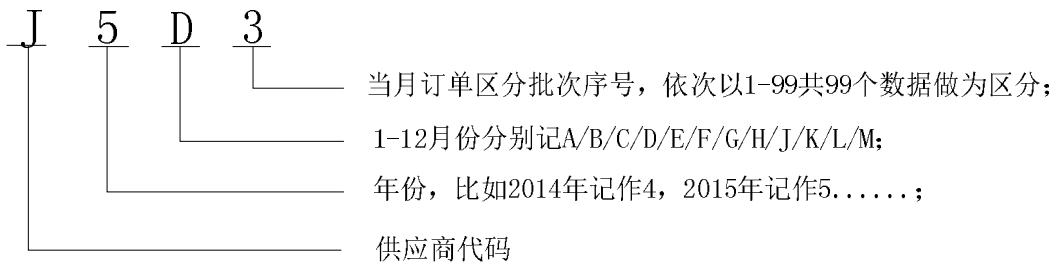 J 5 D 3
当月订单区分批次序号，依次以1-99共99个数据做为区分；
1-12月份分别记A/B/C/D/E/F/G/H/J/K/L/M；
年份，比如2014年记作4，2015年记作5......；
供应商代码